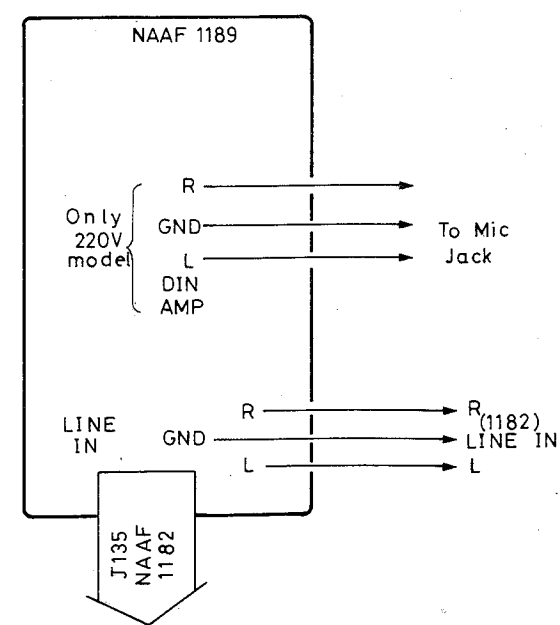 NAAF 1189
R
Only
220V
model
GND
L
DIN
AMP
To Mic
Jack
LINE
IN
R
GND
L
R
(1182)
LINE IN
L
J135
NAAF
1182